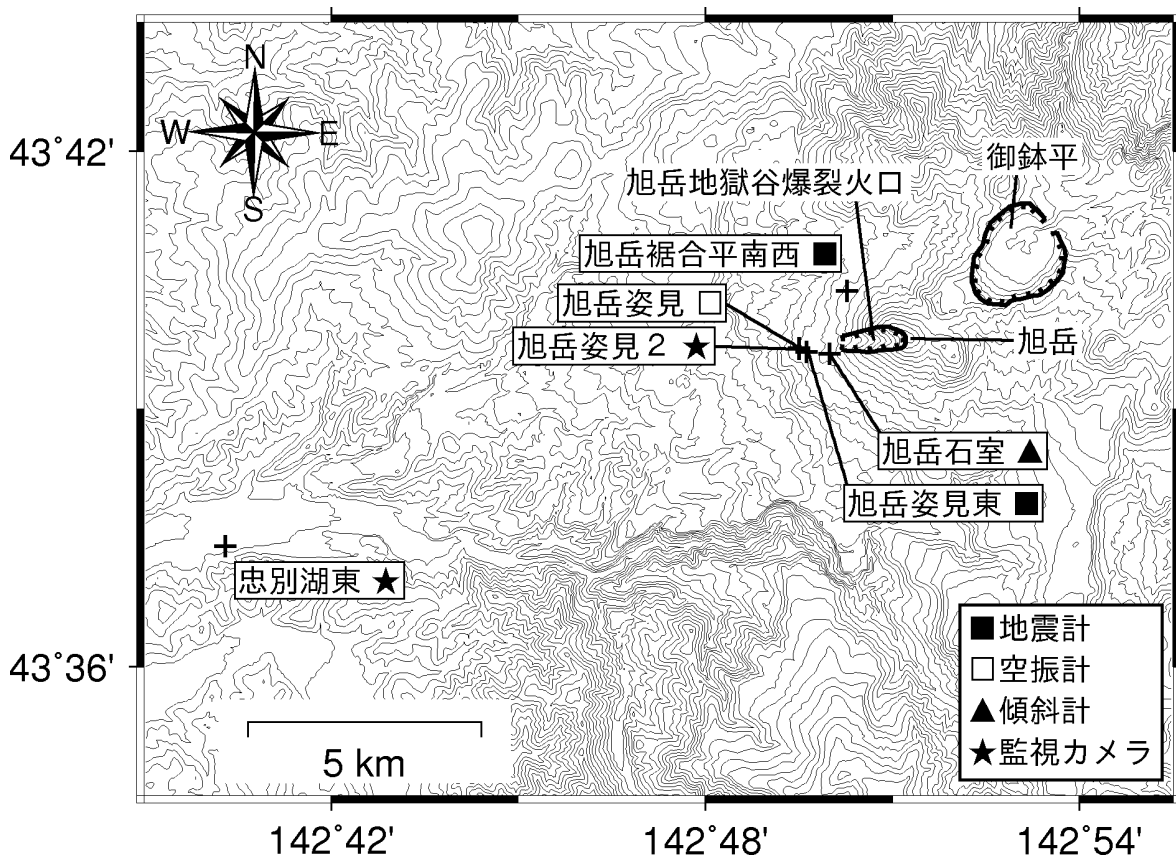 N
W E
S
43°42'
御鉢平
旭岳地獄谷爆裂火口
旭岳裾合平南西 ■
旭岳姿見 □
旭岳姿見２ ★
旭岳
旭岳石室 ▲
旭岳姿見東 ■
忠別湖東 ★
■地震計
□空振計
▲傾斜計
★監視カメラ
43°36'
5 km
142°42' 142°48' 142°54'